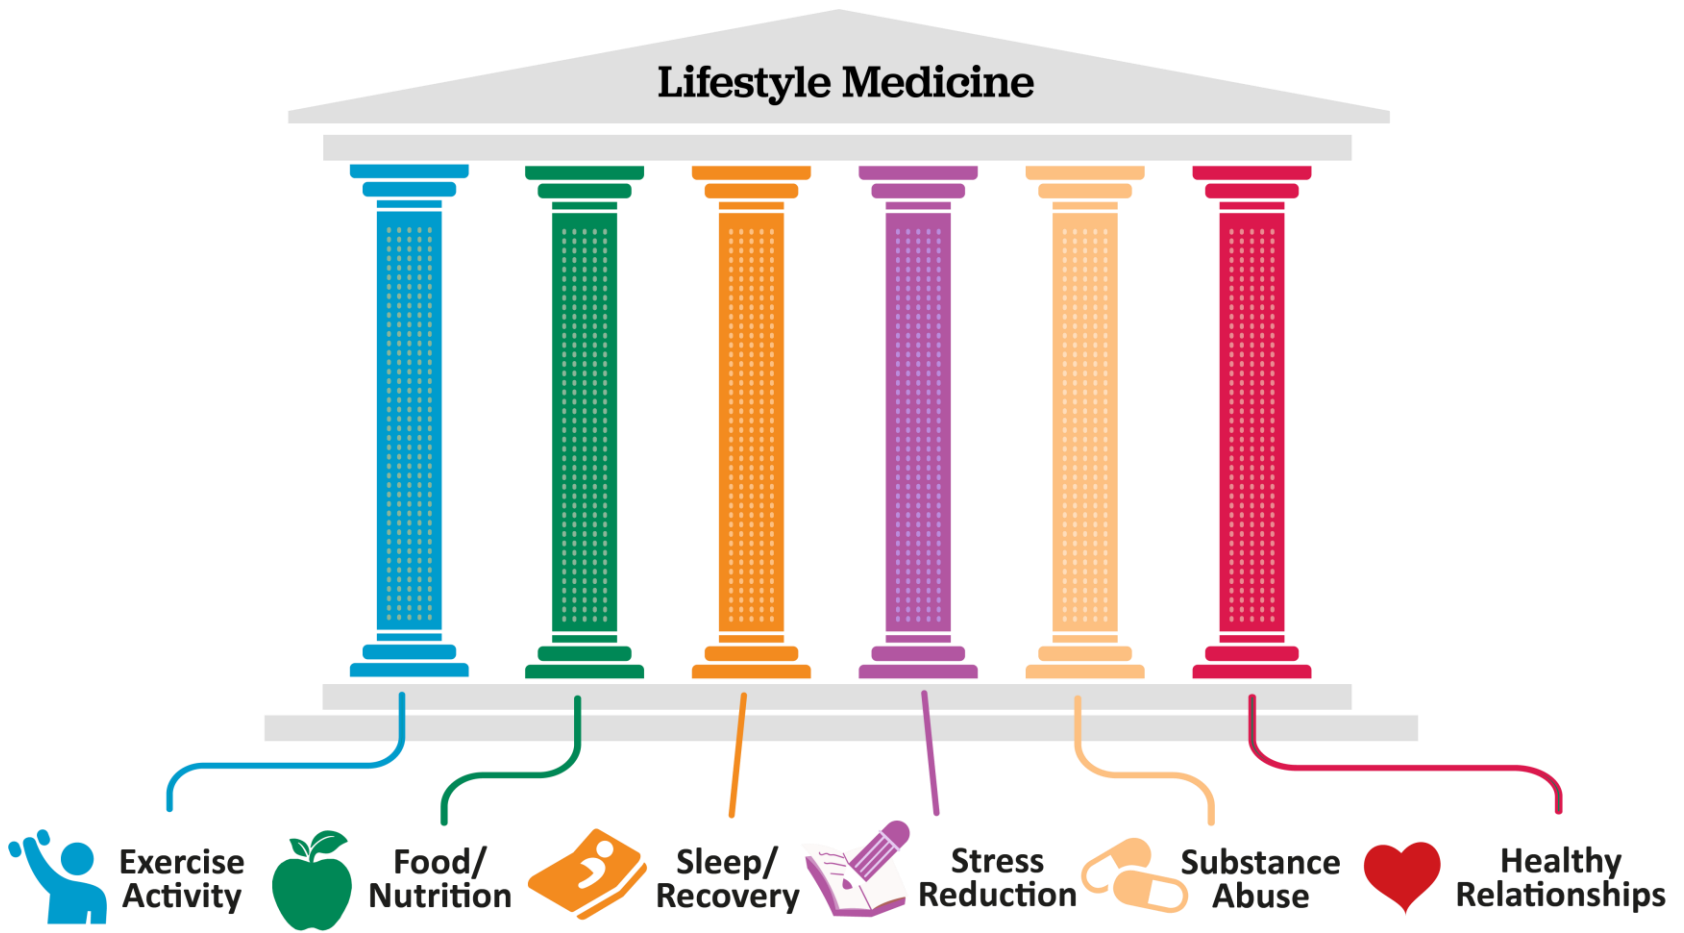 Lifestyle Medicine
Exercise
Activity
Food/
Nutrition
Sleep/
Recovery
Stress
Reduction
Substance
Abuse
Healthy
Relationships